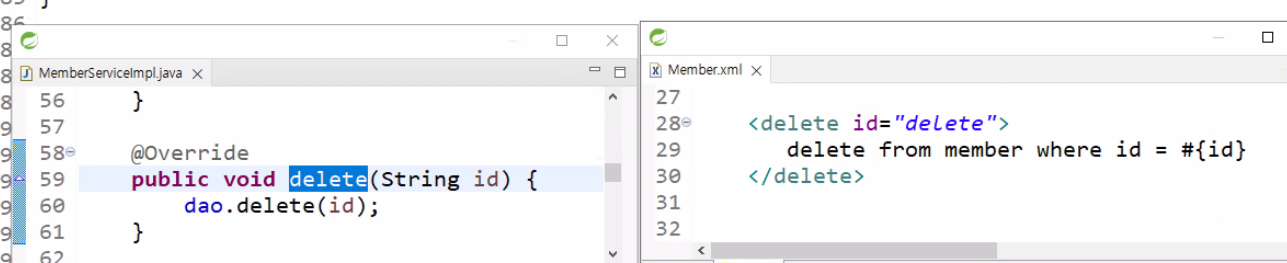 86
MemberServiceImpl.java
56 }
57
58 @Override
59 public void delete(String id) {
60 dao.delete(id);
61 }
62
Member.xml
27
28 <delete id="delete">
29 delete from member where id = #{id}
30 </delete>
31
32